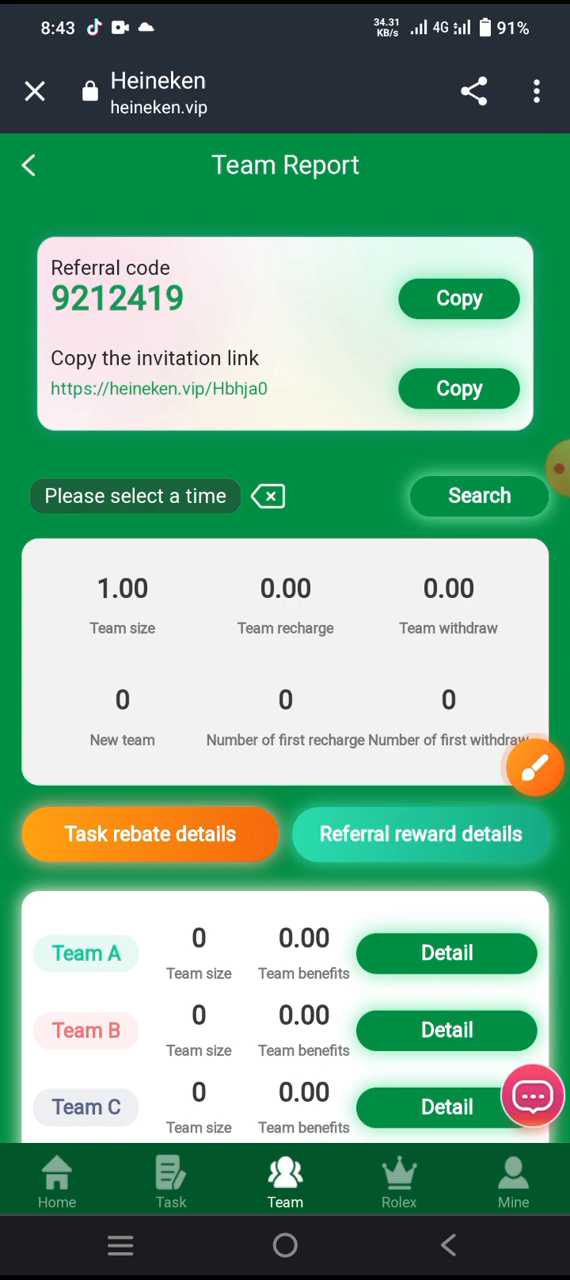 8:43
34.31
KB/s
4G
91%
Heineken
heineken.vip
Team Report
Referral code
9212419
Copy
Copy the invitation link
https://heineken.vip/Hbhja0
Copy
Please select a time
Search
1.00 0.00 0.00
Team size Team recharge Team withdraw
0 0 0
New team Number of first recharge Number of first withdraw
Task rebate details Referral reward details
Team A 0 0.00 Detail
Team size Team benefits
Team B 0 0.00 Detail
Team size Team benefits
Team C 0 0.00 Detail
Team size Team benefits
Home Task Team Rolex Mine